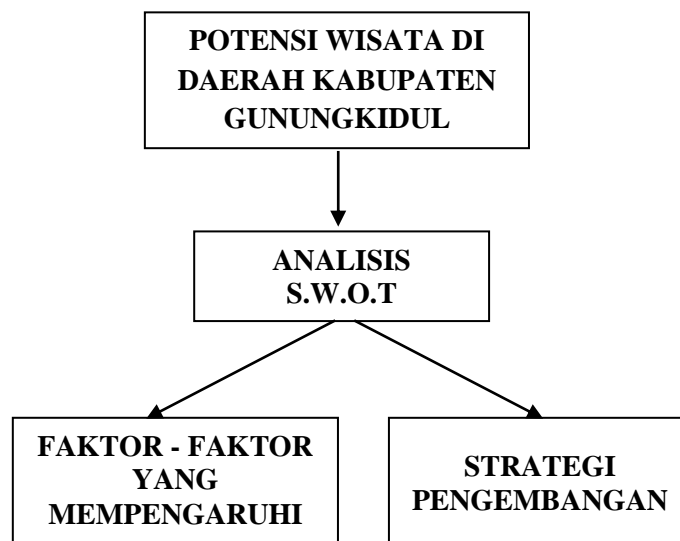 POTENSI WISATA DI
DAERAH KABUPATEN
GUNUNGKIDUL
ANALISIS
S.W.O.T
FAKTOR - FAKTOR
YANG
MEMPENGARUHI
STRATEGI
PENGEMBANGAN